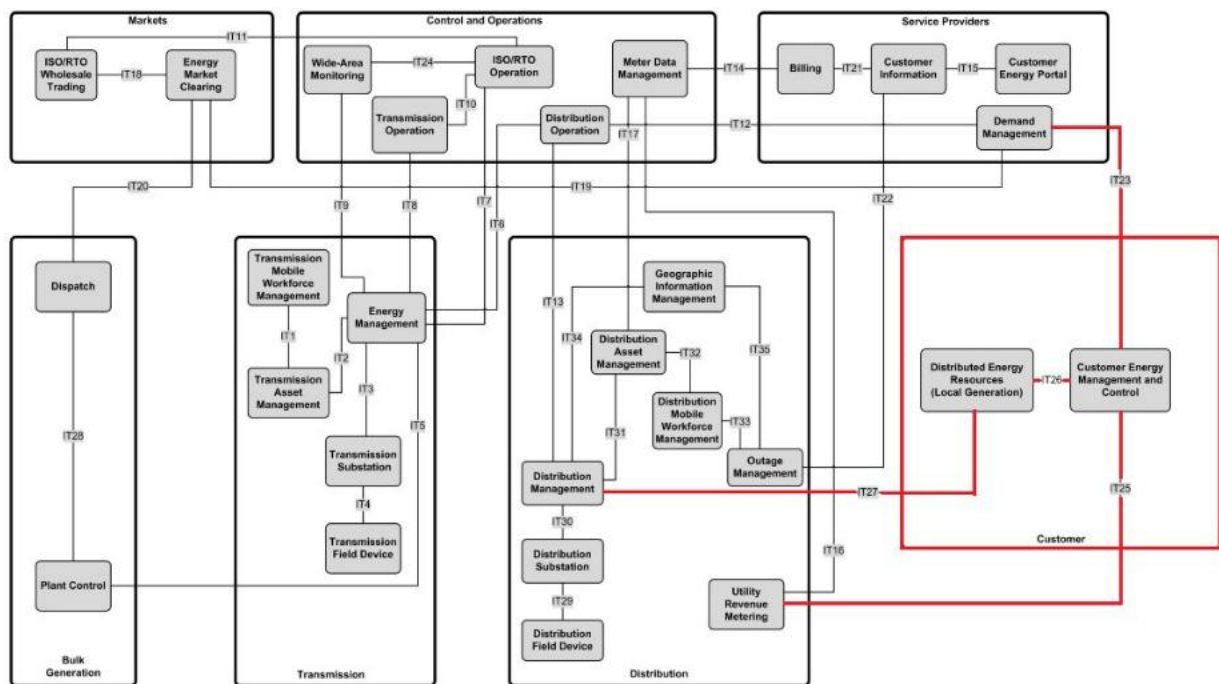 Markets
Control and Operations
Service Providers
IT11
ISO/RTO
Wholesale
Trading
IT18
Energy
Market
Clearing
Wide-Area
Monitoring
IT24
ISO/RTO
Operation
IT10
Transmission
Operation
Distribution
Operation
Meter Data
Management
IT14
IT17
IT12
Billing
IT21
Customer
Information
IT15
Customer
Energy Portal
Demand
Management
IT20
IT19
IT9
IT8
IT7
IT6
IT22
IT23
Dispatch
IT28
Plant Control
Bulk
Generation
Transmission
Mobile
Workforce
Management
IT1
Transmission
Asset
Management
IT2
Energy
Management
IT3
IT5
Transmission
Substation
IT4
Transmission
Field Device
Transmission
IT13
IT34
Geographic
Information
Management
IT35
Distribution
Asset
Management
IT32
Distribution
Mobile
Workforce
Management
IT33
IT31
Outage
Management
Distribution
Management
IT30
Distribution
Substation
IT29
Distribution
Field Device
IT16
Utility
Revenue
Metering
Distribution
IT27
Distributed Energy
Resources
(Local Generation)
IT26
Customer Energy
Management and
Control
IT25
Customer